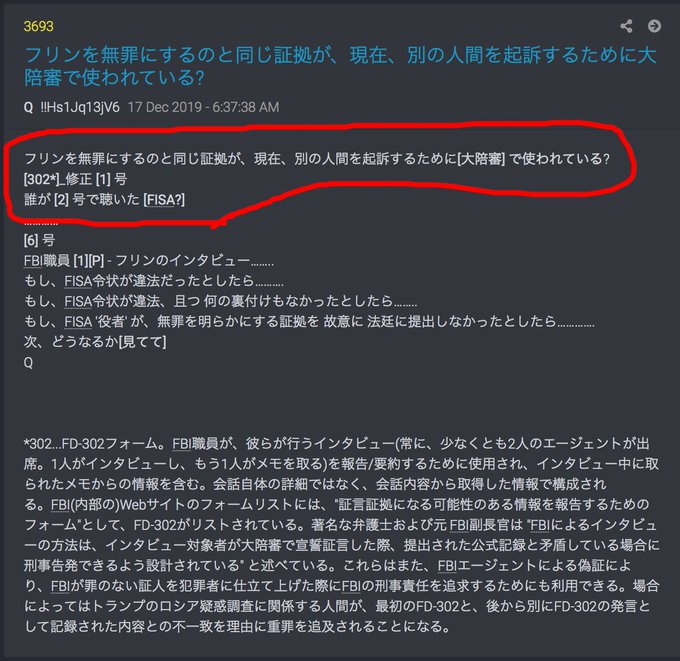 3693
フリンを無罪にするのと同じ証拠が、現在、別の人間を起訴するために大
陪審で使われている?
Q !!Hs1Jq13jV6 17 Dec 2019 - 6:37:38 AM
フリンを無罪にするのと同じ証拠が、現在、別の人間を起訴するために[大陪審] で使われている?
[302*]_修正 [1] 号
誰が [2] 号で聴いた [FISA?]
…………
[6] 号
FBI職員 [1][P] - フリンのインタビュー……..
もし、FISA令状が違法だったとしたら……….
もし、FISA令状が違法、且つ 何の裏付けもなかったとしたら……..
もし、FISA '役者' が、無罪を明らかにする証拠を 故意に 法廷に提出しなかったとしたら………….
次、どうなるか[見てて]
Q
*302...FD-302フォーム。FBI職員が、彼らが行うインタビュー(常に、少なくとも2人のエージェントが出
席。1人がインタビューし、もう1人がメモを取る)を報告/要約するために使用され、インタビュー中に取
られたメモからの情報を含む。会話自体の詳細ではなく、会話内容から取得した情報で構成され
る。FBI(内部の)Webサイトのフォームリストには、"証言証拠になる可能性のある情報を報告するための
フォーム"として、FD-302がリストされている。著名な弁護士および元 FBI副長官は "FBIによるインタビュ
ーの方法は、インタビュー対象者が大陪審で宣誓証言した際、提出された公式記録と矛盾している場合に
刑事告発できるよう設計されている" と述べている。これらはまた、FBIエージェントによる偽証によ
り、FBIが罪のない証人を犯罪者に仕立て上げた際にFBIの刑事責任を追求するためにも利用できる。場合
によってはトランプのロシア疑惑調査に関係する人間が、最初のFD-302と、後から別にFD-302の発言と
して記録された内容との不一致を理由に重罪を追及されることになる。